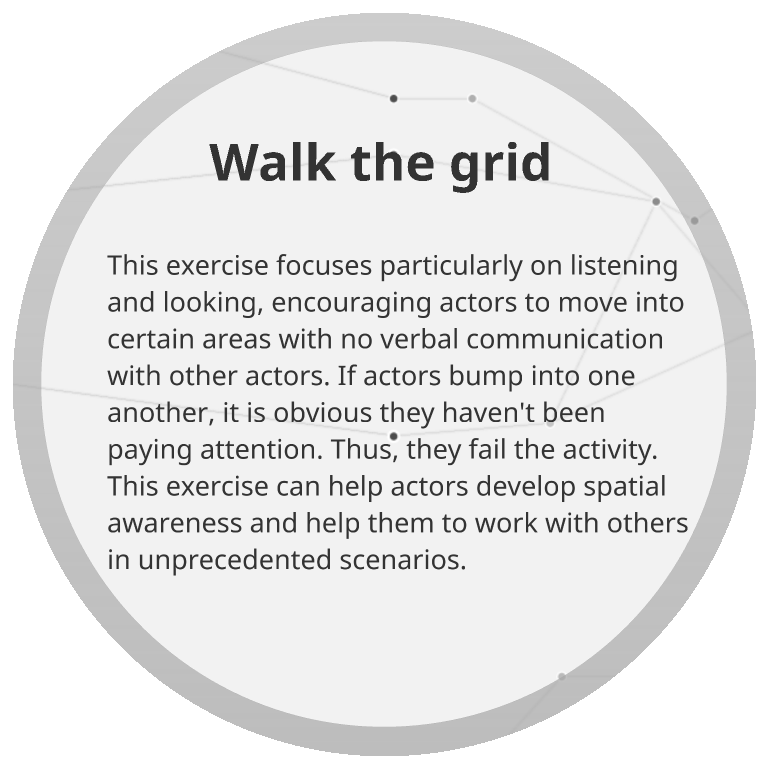 Walk the grid
This exercise focuses particularly on listening
and looking, encouraging actors to move into
certain areas with no verbal communication
with other actors. If actors bump into one
another, it is obvious they haven't been
paying attention. Thus, they fail the activity.
This exercise can help actors develop spatial
awareness and help them to work with others
in unprecedented scenarios.